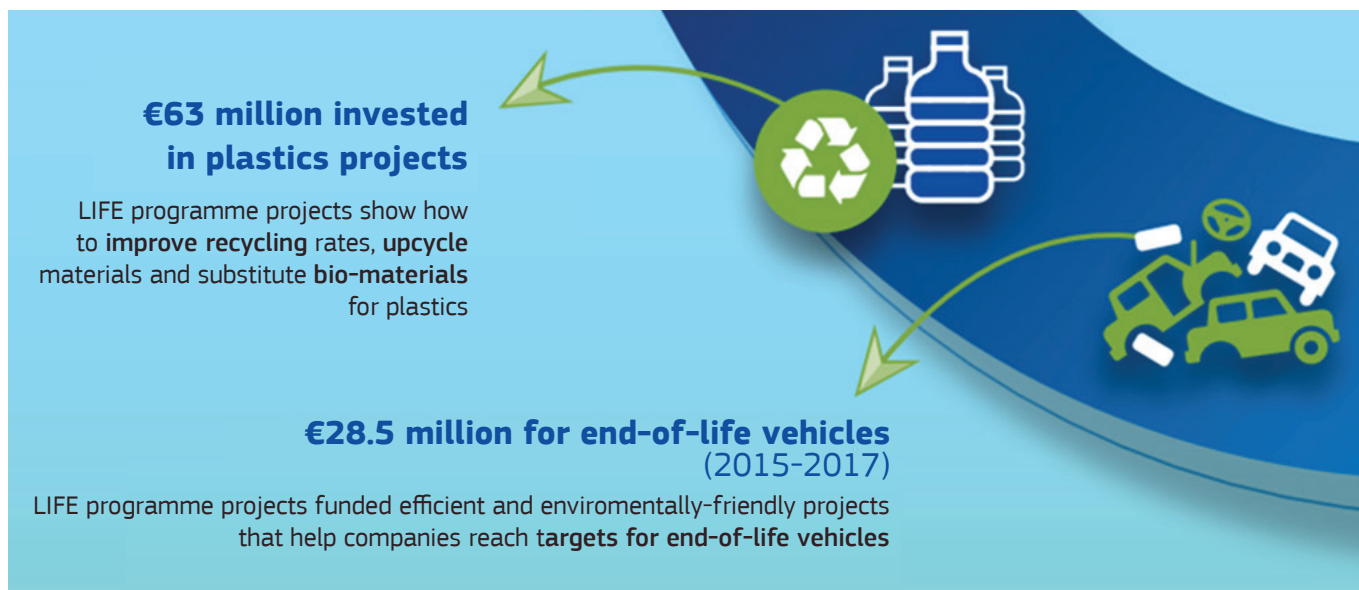 €63 million invested
in plastics projects
LIFE programme projects show how
to improve recycling rates, upcycle
materials and substitute bio-materials
for plastics
€28.5 million for end-of-life vehicles
(2015-2017)
LIFE programme projects funded efficient and enviromentally-friendly projects
that help companies reach targets for end-of-life vehicles